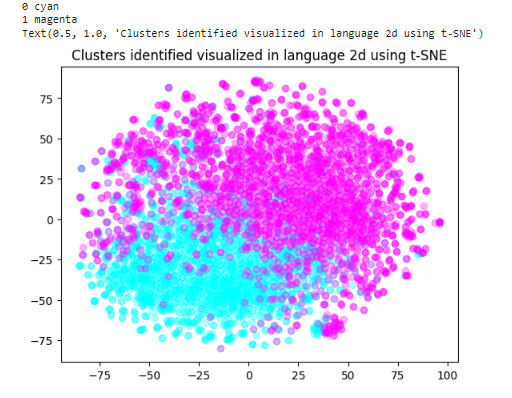 0 cyan
1 magenta
Text(0.5, 1.0, 'Clusters identified visualized in language 2d using t-SNE')
Clusters identified visualized in language 2d using t-SNE
75
50
25
0
−25
−50
−75
−75 −50 −25 0 25 50 75 100